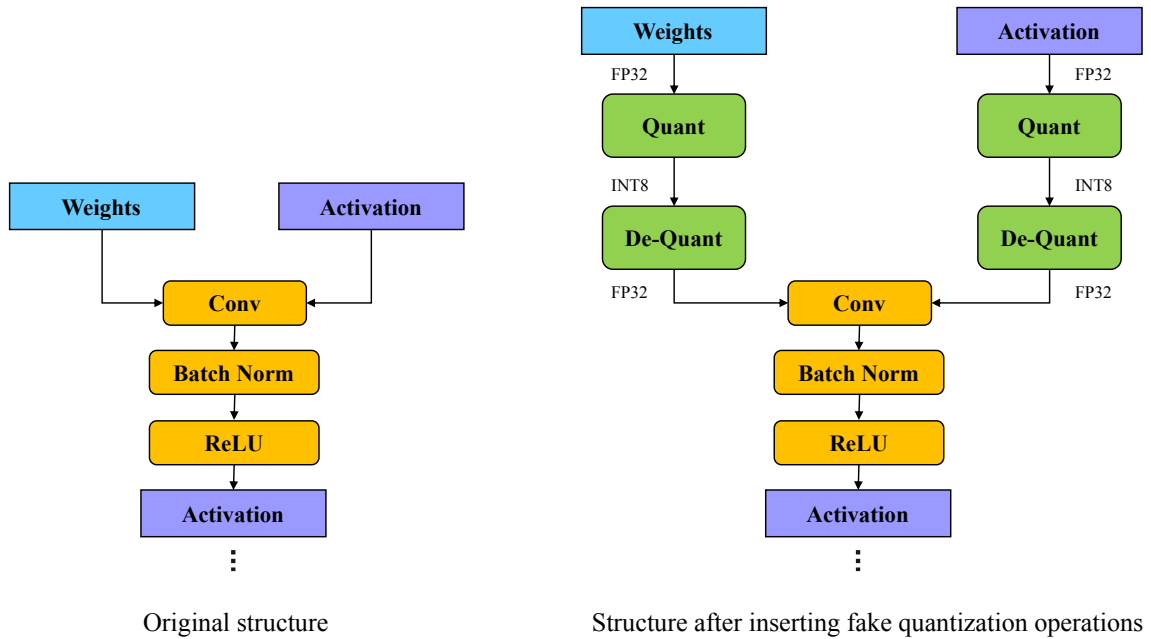 Weights
Activation
Conv
Batch Norm
ReLU
Activation
⋮
Original structure
Weights
Activation
FP32
FP32
Quant
Quant
INT8
INT8
De-Quant
De-Quant
FP32
FP32
Conv
Batch Norm
ReLU
Activation
⋮
Structure after inserting fake quantization operations